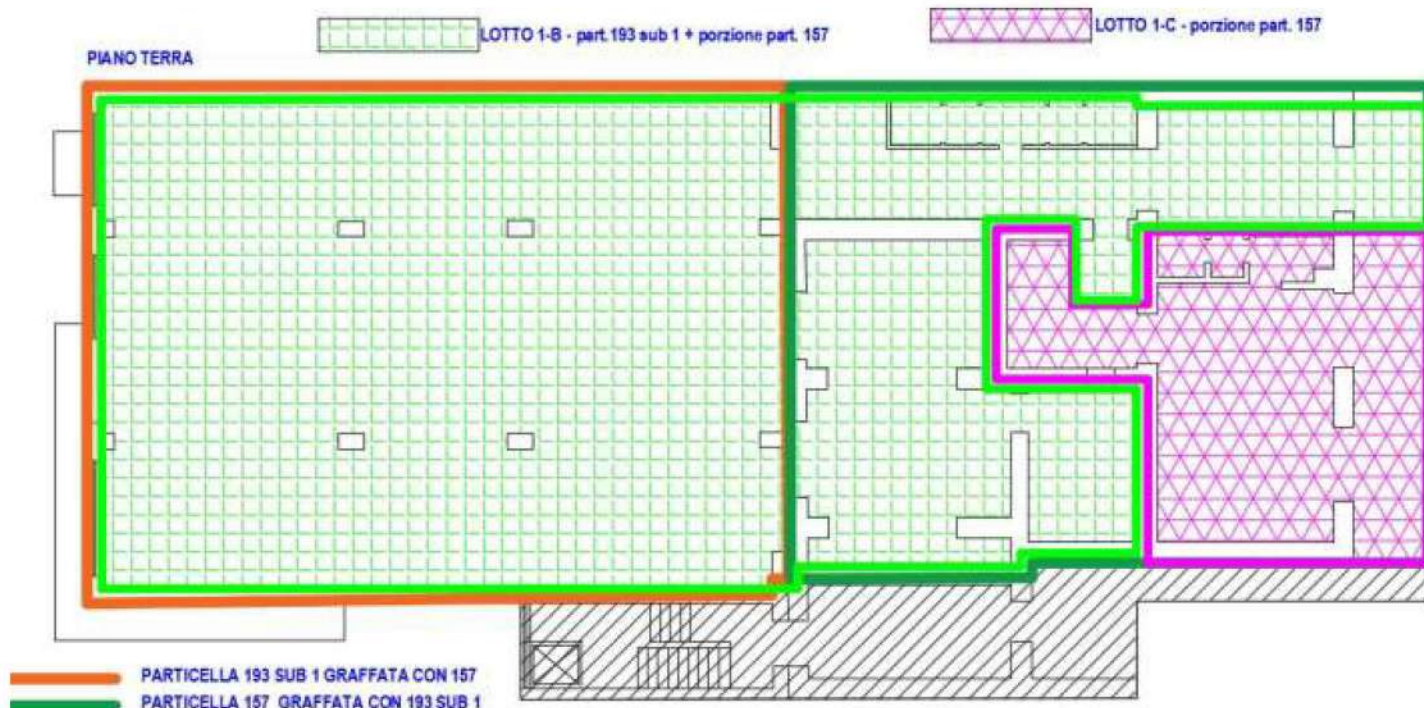 LOTTO 1-B - part.193 sub 1 + porzione part. 157
LOTTO 1-C - porzione part. 157
PIANO TERRA
PARTICELLA 193 SUB 1 GRAFFATA CON 157
PARTICELLA 157 GRAFFATA CON 193 SUB 1